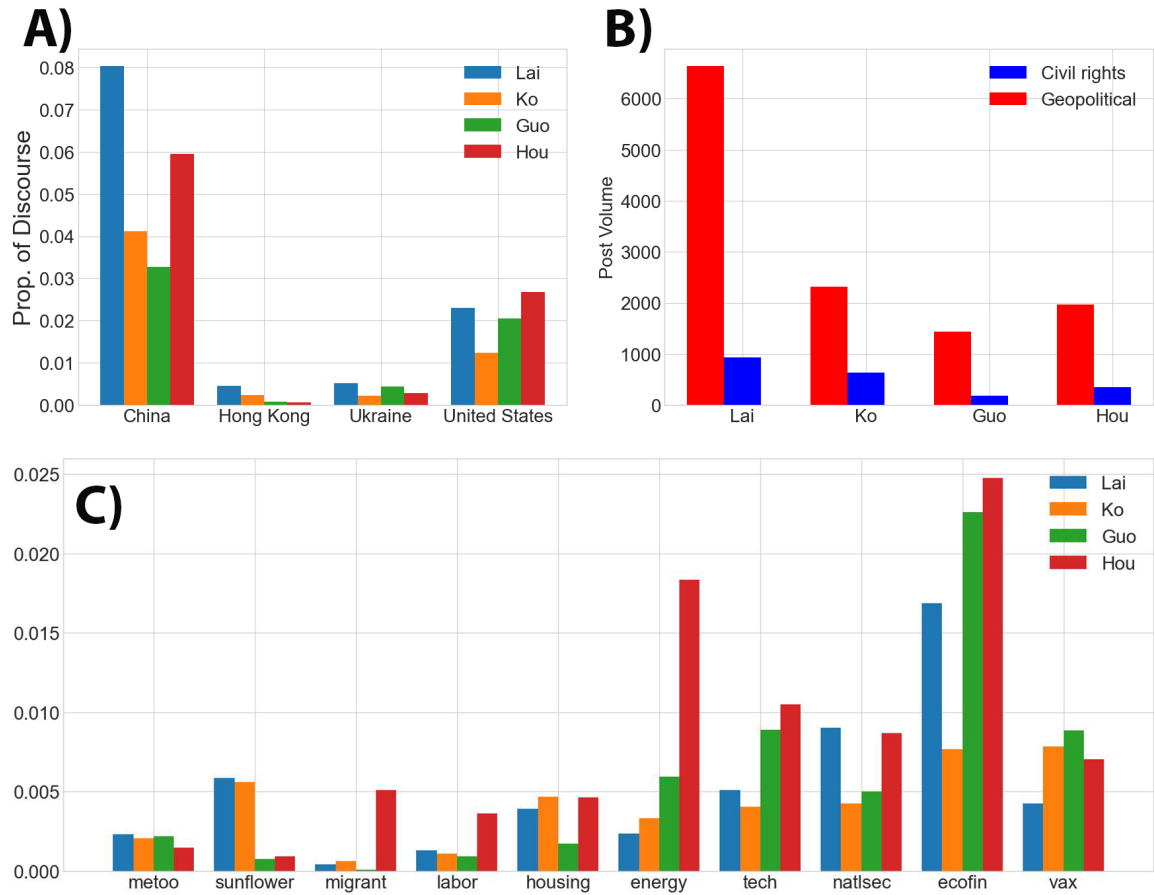 A)
Prop. of Discourse
0.08
0.07
0.06
0.05
0.04
0.03
0.02
0.01
0.00
Lai
Ko
Guo
Hou
China Hong Kong Ukraine United States
B)
Post Volume
6000
5000
4000
3000
2000
1000
0
Civil rights
Geopolitical
Lai Ko Guo Hou
C)
0.025
0.020
0.015
0.010
0.005
0.000
Lai
Ko
Guo
Hou
metoo sunflower migrant labor housing energy tech natlsec ecofin vax